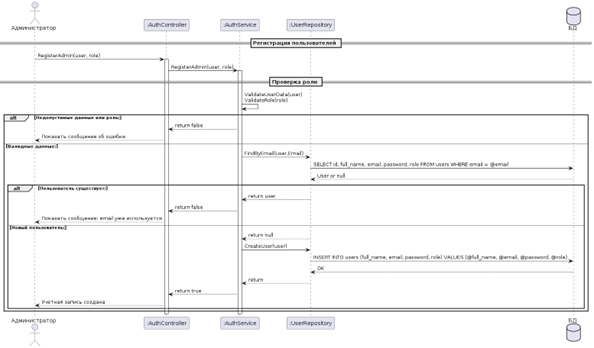 Администратор
:AuthController
:AuthService
:UserRepository
БД
Регистрация пользователей
RegisterAdmin(user, role)
RegisterAdmin(user, role)
Проверка роли
ValidateUserData(user)
ValidateRole(role)
alt [Недопустимые данные или роль]
return false
Показать сообщение об ошибке
[Валидные данные]
FindByEmail(user.Email)
SELECT id, full_name, email, password, role FROM users WHERE email = @email
User or null
alt [Пользователь существует]
return user
return false
Показать сообщение: email уже используется
[Новый пользователь]
return null
CreateUser(user)
INSERT INTO users (full_name, email, password, role) VALUES (@full_name, @email, @password, @role)
OK
return
return true
Учетная запись создана
Администратор
:AuthController
:AuthService
:UserRepository
БД